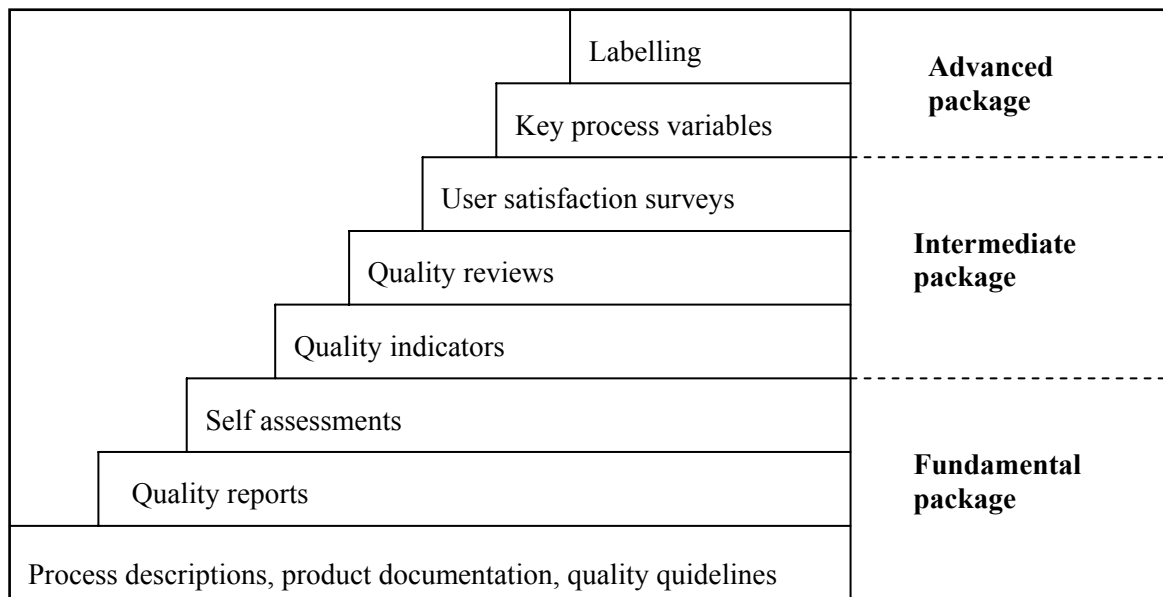 Labelling
Advanced
package
Key process variables
User satisfaction surveys
Intermediate
package
Quality reviews
Quality indicators
Self assessments
Fundamental
package
Quality reports
Process descriptions, product documentation, quality quidelines